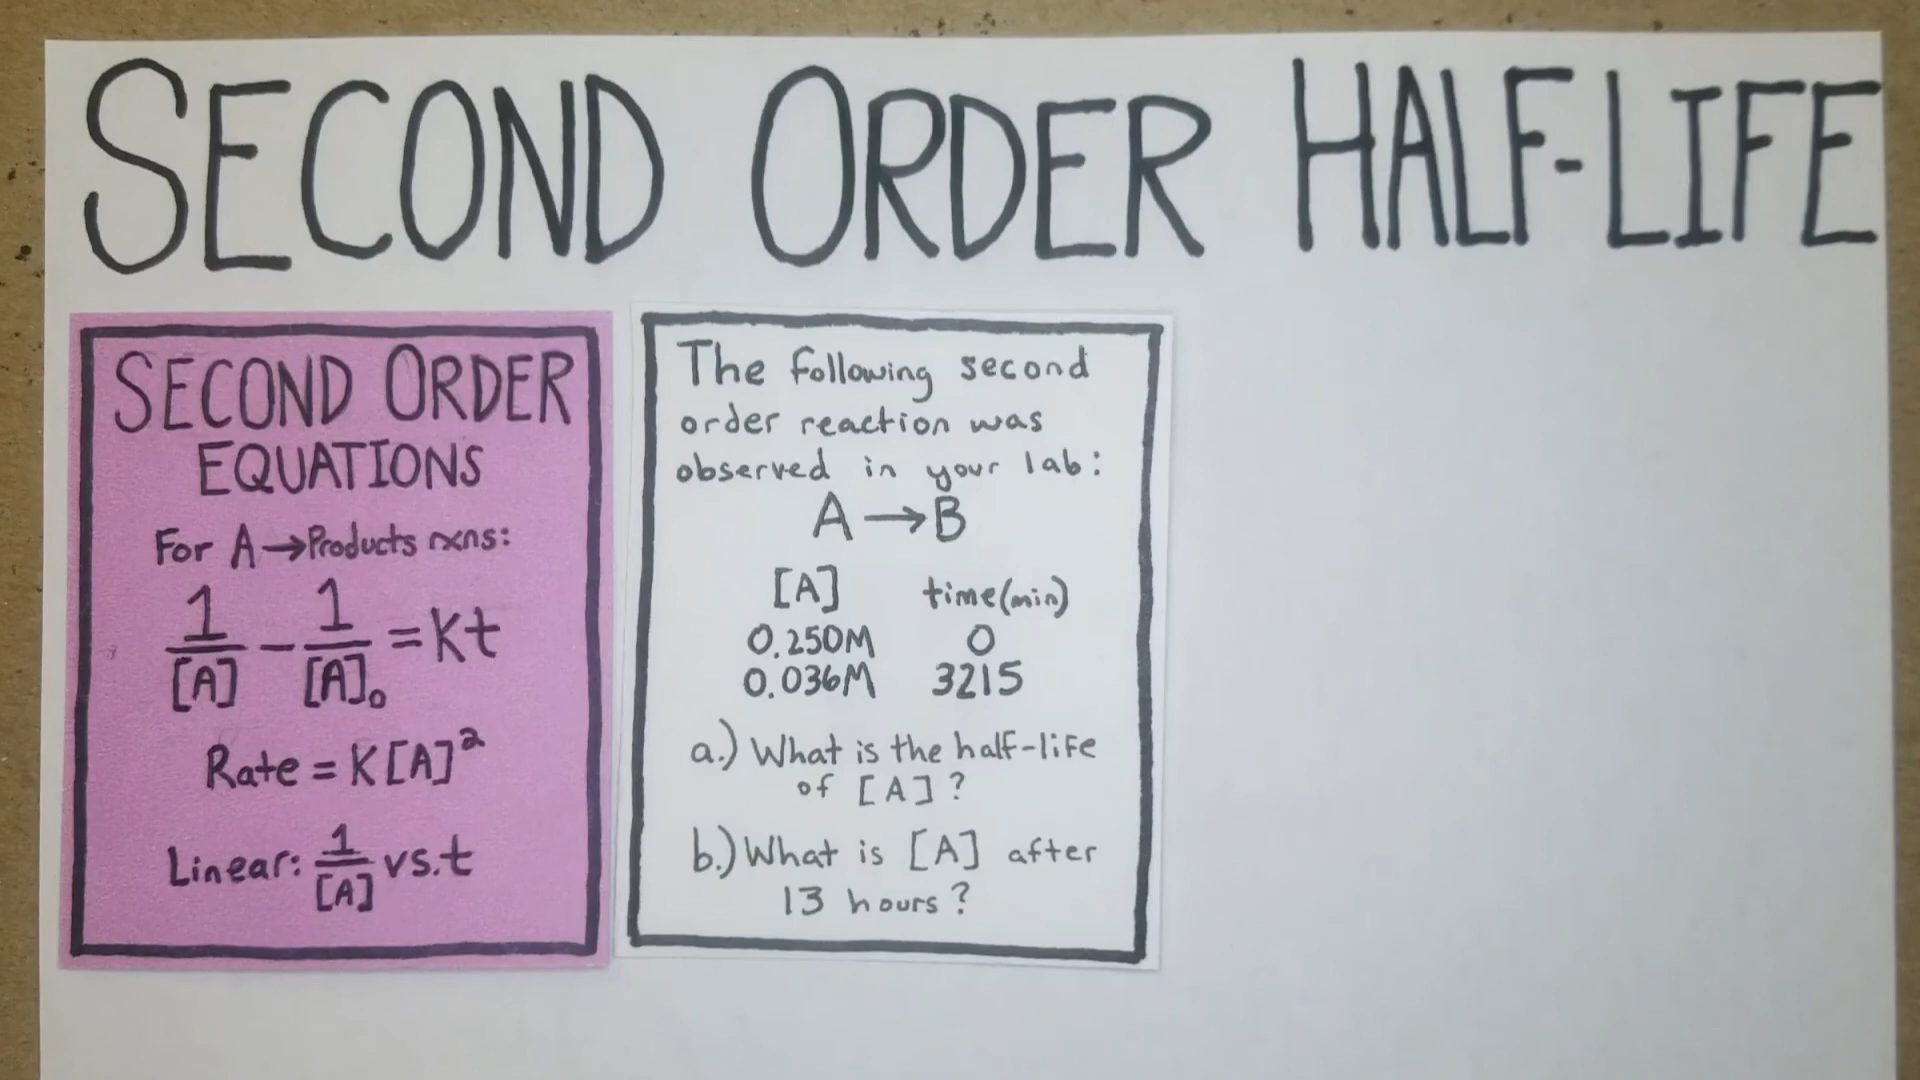 SECOND ORDER HALF-LIFE
SECOND ORDER
EQUATIONS
For A→Products rxns:
1/[A] - 1/[A]₀ = Kt
Rate = K[A]²
Linear: 1/[A] vs.t
The following second
order reaction was
observed in your lab:
A→B
[A] time(min)
0.250M 0
0.036M 3215
a.) What is the half-life
of [A]?
b.) What is [A] after
13 hours?